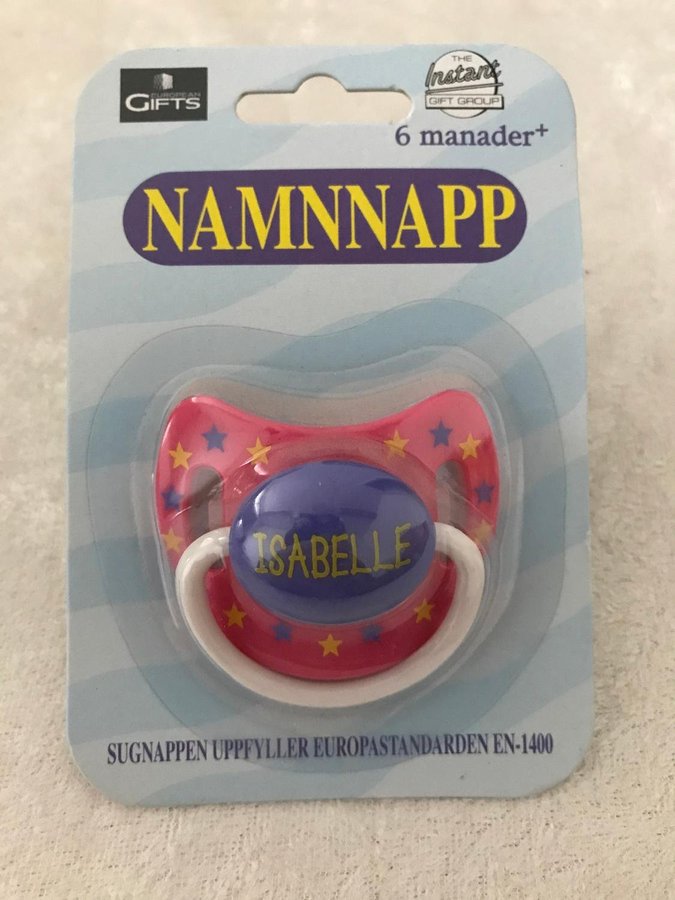 EUROPEAN
GIFTS
THE
Instant
GIFT GROUP
6 manader+
NAMNNAPP
ISABELLE
SUGNAPPEN UPPFYLLER EUROPASTANDARDEN EN-1400